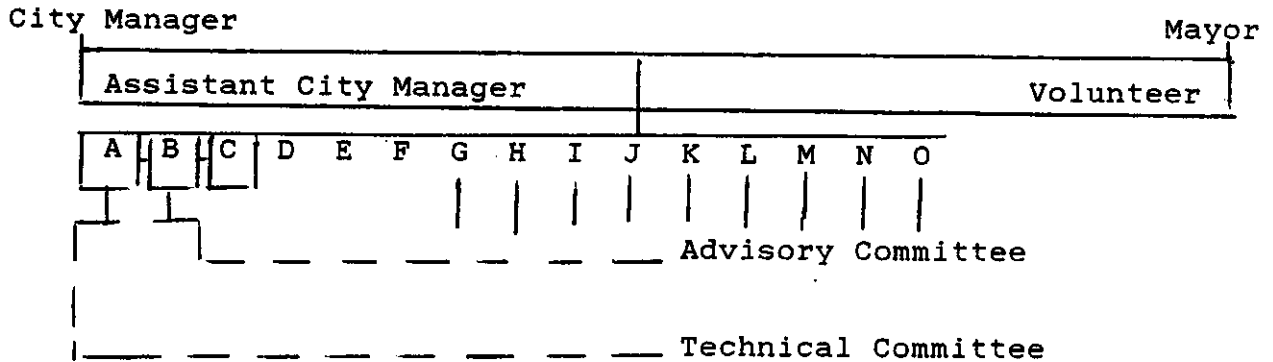 City Manager Mayor
Assistant City Manager Volunteer
A B C D E F G H I J K L M N O
Advisory Committee
Technical Committee